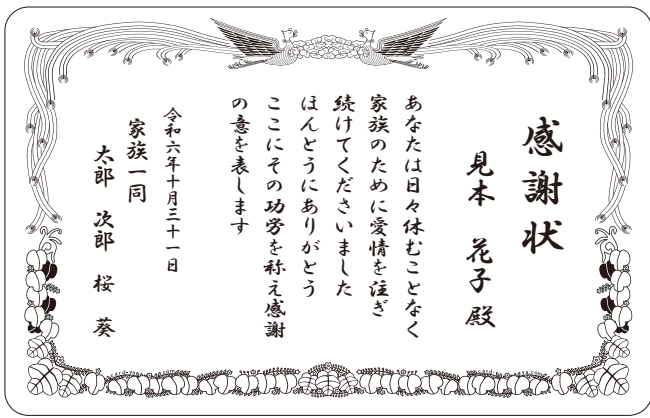 感謝状
見本 花子 殿
あなたは日々休むことなく
家族のために愛情を注ぎ
続けてくださいました
ほんとうにありがとう
ここにその功労を称え感謝
の意を表します
令和六年十月三十一日
家族一同
太郎 次郎 桜 葵